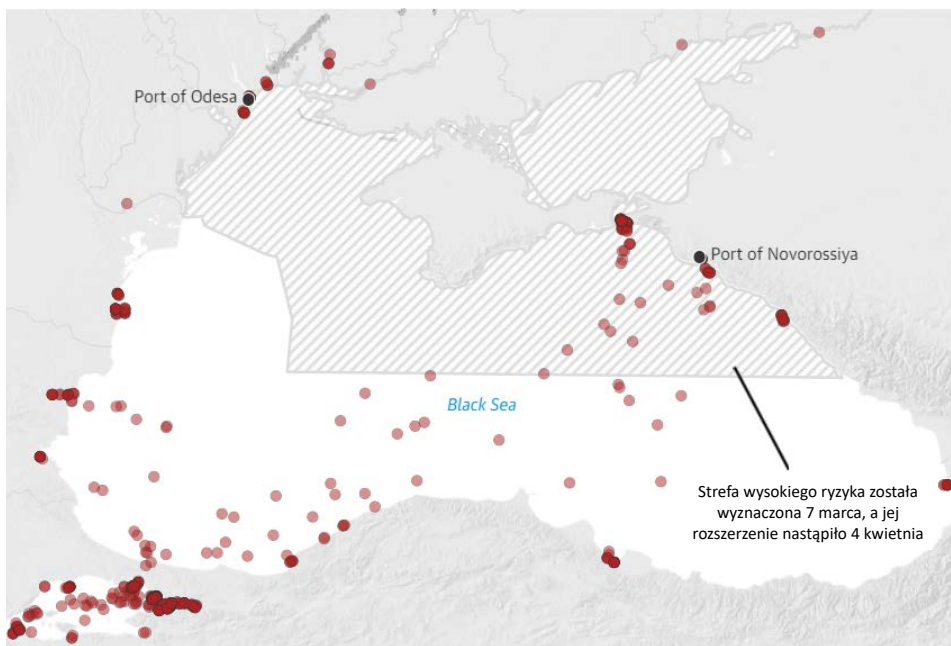 Port of Odesa
Port of Novorossiya
Black Sea
Strefa wysokiego ryzyka została
wyznaczona 7 marca, a jej
rozszerzenie nastąpiło 4 kwietnia